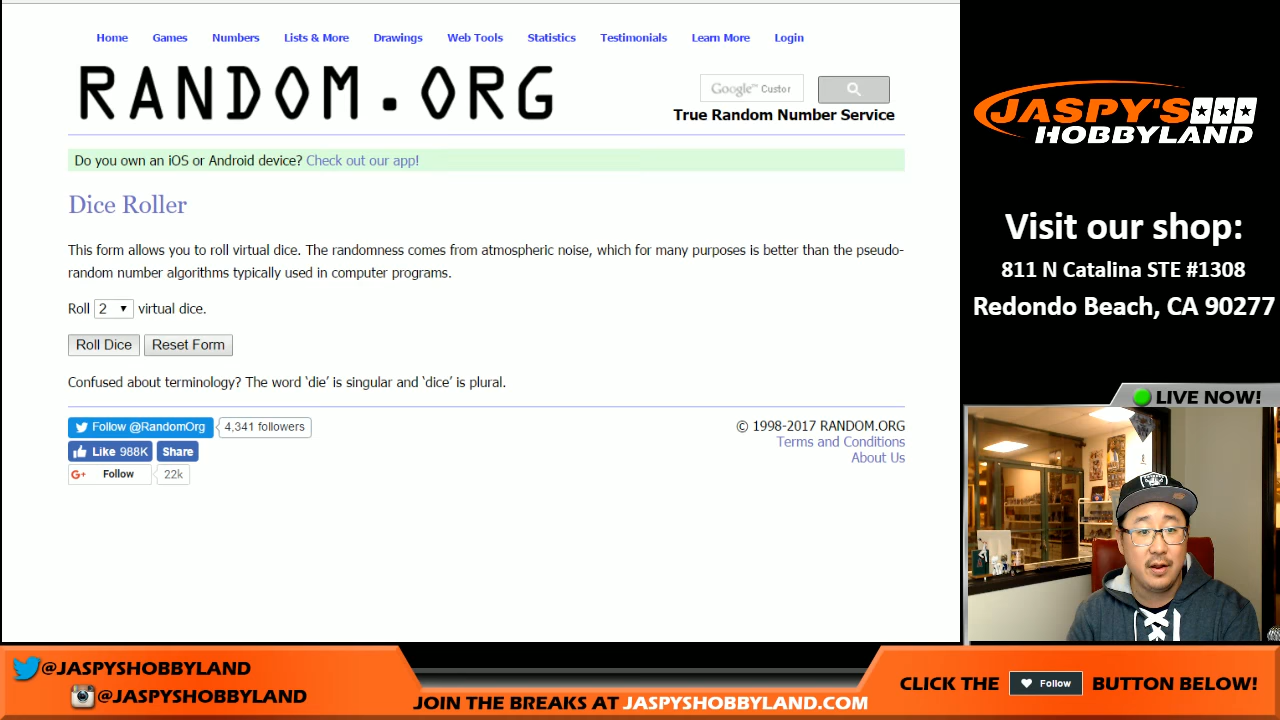 Home Games Numbers Lists & More Drawings Web Tools Statistics Testimonials Learn More Login
RANDOM.ORG
Google™ Custor
True Random Number Service
Do you own an iOS or Android device? Check out our app!
Dice Roller
This form allows you to roll virtual dice. The randomness comes from atmospheric noise, which for many purposes is better than the pseudo-
random number algorithms typically used in computer programs.
Roll 2 virtual dice.
Roll Dice Reset Form
Confused about terminology? The word ‘die’ is singular and ‘dice’ is plural.
Follow @RandomOrg 4,341 followers
Like 988K Share
G+ Follow 22k
© 1998-2017 RANDOM.ORG
Terms and Conditions
About Us
JASPY'S
HOBBYLAND
Visit our shop:
811 N Catalina STE #1308
Redondo Beach, CA 90277
LIVE NOW!
@JASPYSHOBBYLAND
@JASPYSHOBBYLAND
JOIN THE BREAKS AT JASPYSHOBBYLAND.COM
CLICK THE Follow BUTTON BELOW!